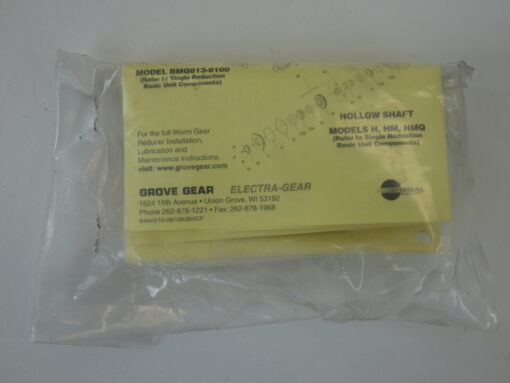 MODEL BMQ813-8100
(Refer to Single Reduction
Basic Unit Components)
HOLLOW SHAFT
MODELS H, HM, HMQ
(Refer to Single Reduction
Basic Unit Components)
For the full Worm Gear
Reducer Installation,
Lubrication and
Maintenance Instructions,
visit: www.grovegear.com
GROVE GEAR ELECTRA-GEAR
1524 15th Avenue • Union Grove, WI 53182
Phone 262-878-1221 • Fax: 262-878-1968